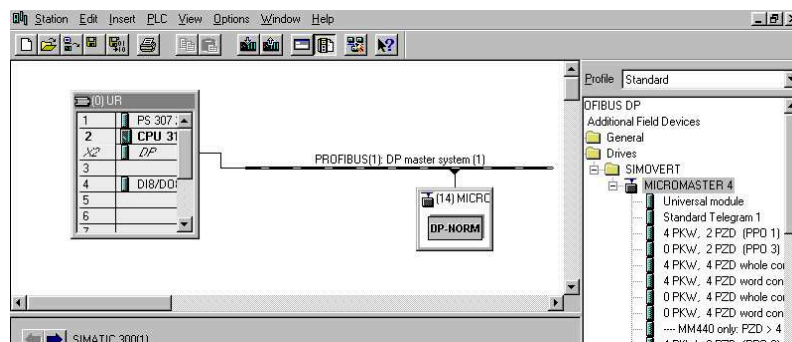 Station Edit Insert PLC View Options Window Help
(0) UR
1 PS 307
2 CPU 31
X2 DP
3
4 DI8/DO
5
6
7
PROFIBUS(1): DP master system (1)
(14) MICRC
DP-NORM
SIMATIC 300(1)
Profile Standard
OFIBUS DP
Additional Field Devices
General
Drives
SIMOVERT
MICROMASTER 4
Universal module
Standard Telegram 1
4 PKW, 2 PZD (PPO 1)
0 PKW, 2 PZD (PPO 3)
4 PKW, 4 PZD whole con
4 PKW, 4 PZD word con
0 PKW, 4 PZD whole con
0 PKW, 4 PZD word con
---- MM440 only: PZD > 4